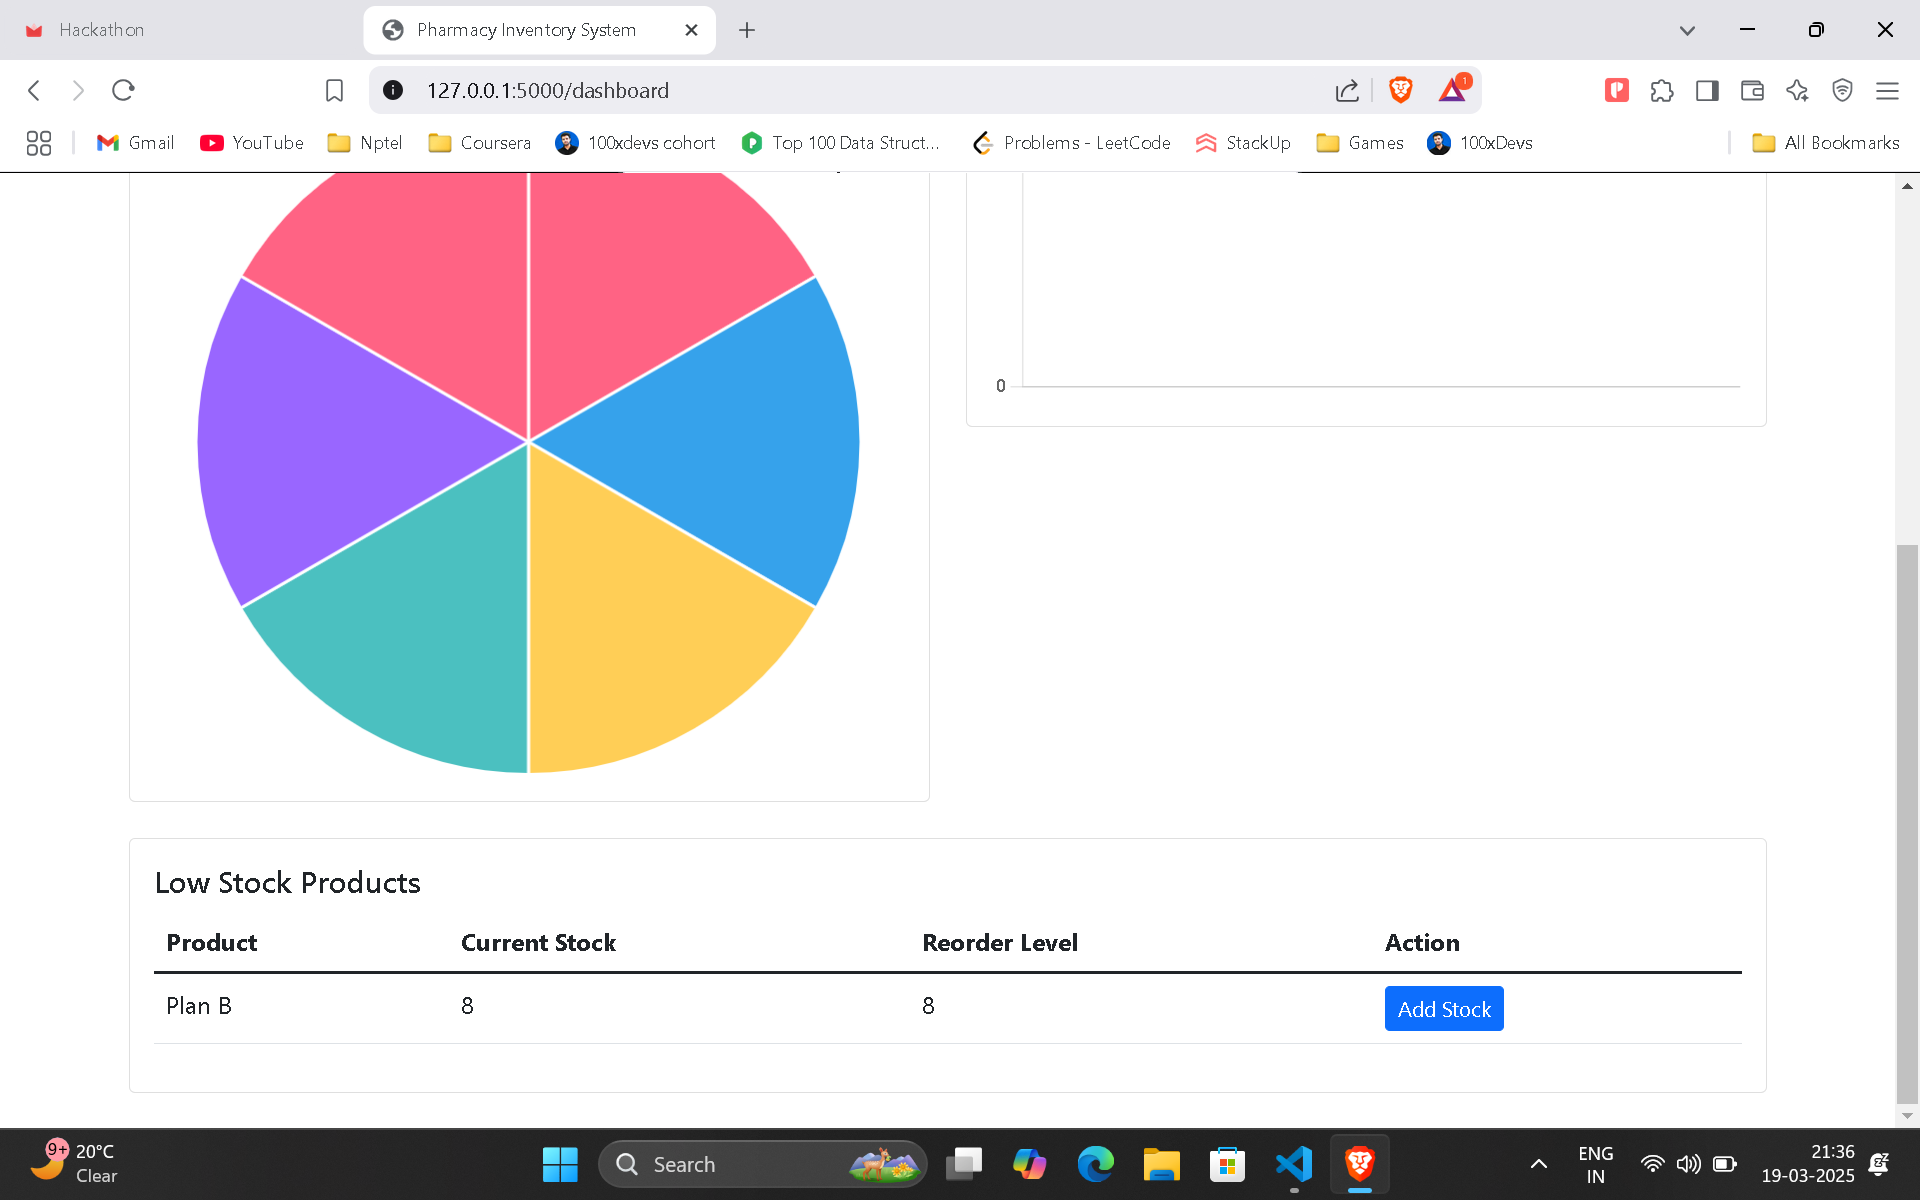 Hackathon
Pharmacy Inventory System
127.0.0.1:5000/dashboard
1
Gmail
YouTube
Nptel
Coursera
100xdevs cohort
Top 100 Data Struct...
Problems - LeetCode
StackUp
Games
100xDevs
All Bookmarks
0
Low Stock Products
Product Current Stock Reorder Level Action
Plan B 8 8 Add Stock
9+
20°C
Clear
Search
ENG
IN
21:36
19-03-2025